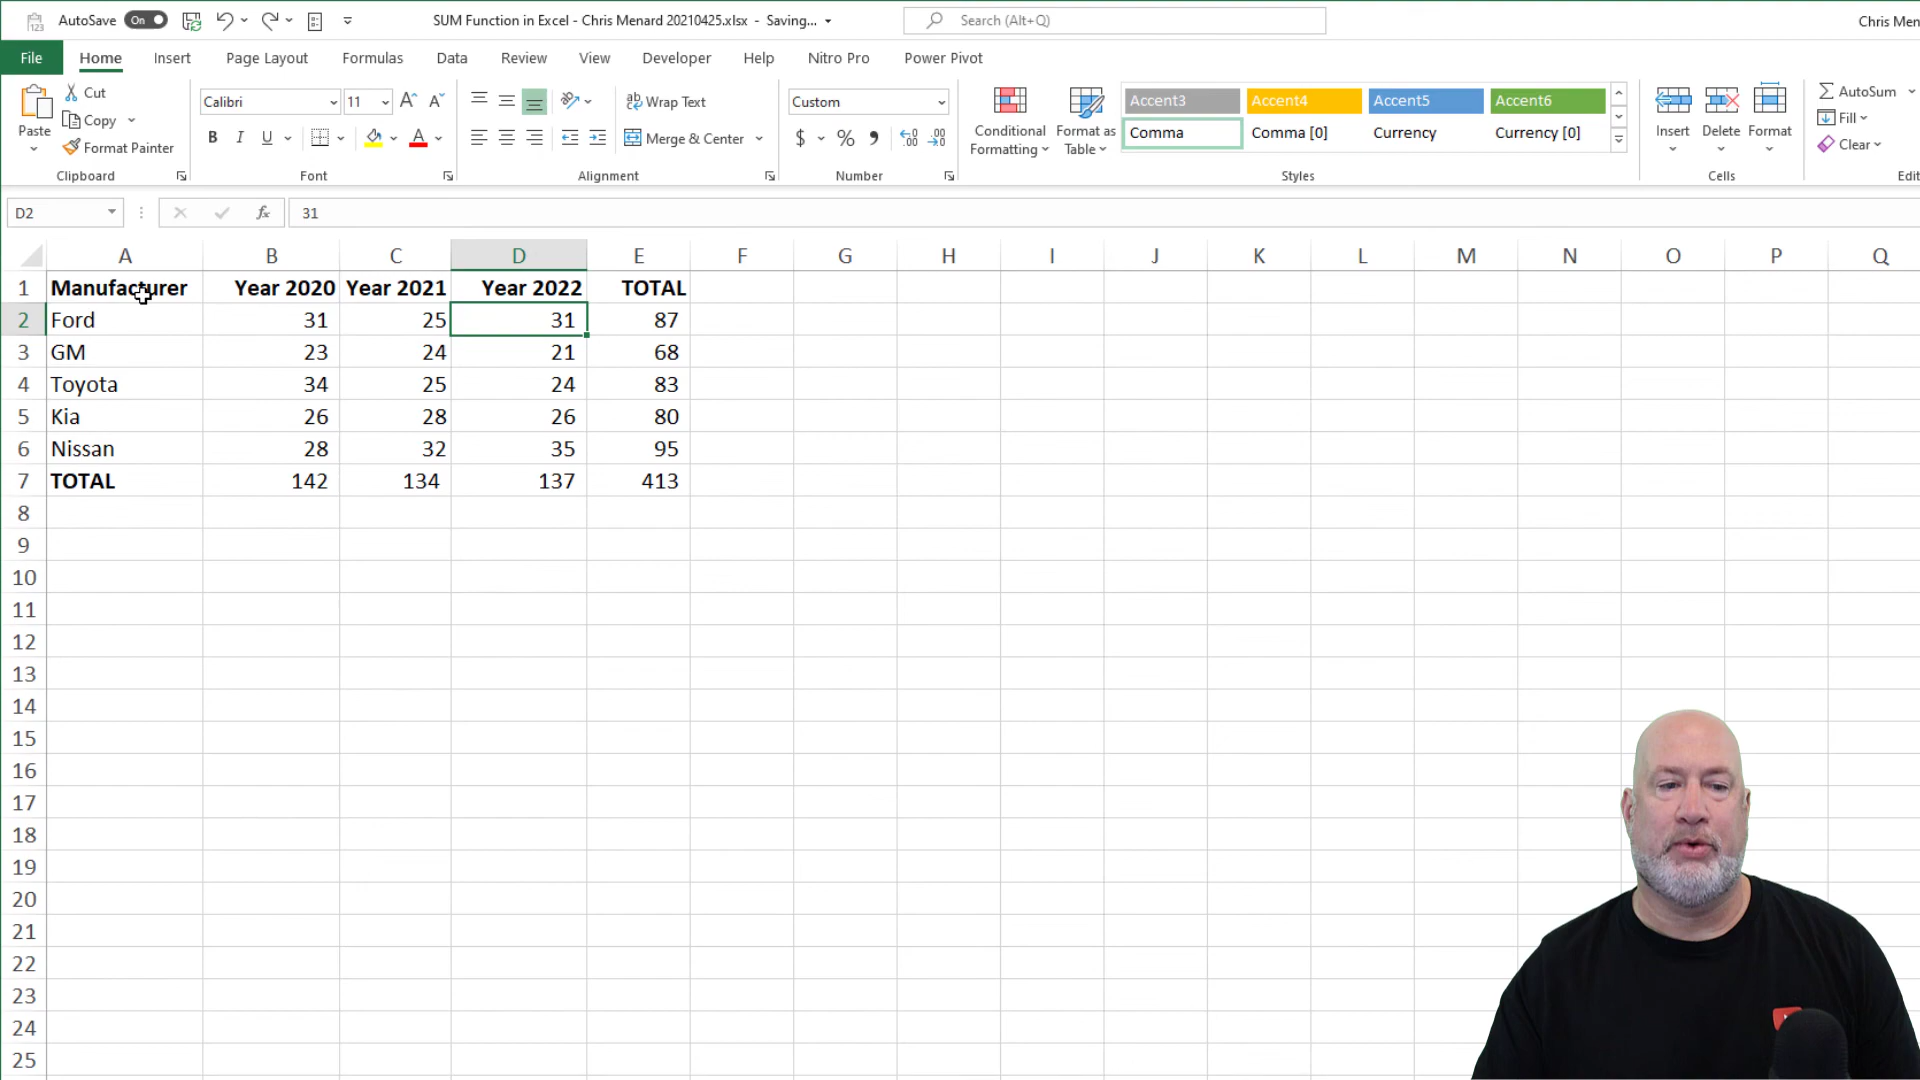 AutoSave On SUM Function in Excel - Chris Menard 20210425.xlsx - Saving... Search (Alt+Q) Chris Men
File Home Insert Page Layout Formulas Data Review View Developer Help Nitro Pro Power Pivot
Paste Cut Copy Format Painter
Clipboard
Calibri 11
B I U
Font
Wrap Text
Merge & Center
Alignment
Custom
$ % ,
Number
Conditional Formatting
Format as Table
Accent3 Accent4 Accent5 Accent6
Comma Comma [0] Currency Currency [0]
Styles
Insert Delete Format
Cells
AutoSum
Fill
Clear
Edit
D2 fx 31
A B C D E F G H I J K L M N O P Q
1 Manufacturer Year 2020 Year 2021 Year 2022 TOTAL
2 Ford 31 25 31 87
3 GM 23 24 21 68
4 Toyota 34 25 24 83
5 Kia 26 28 26 80
6 Nissan 28 32 35 95
7 TOTAL 142 134 137 413
8
9
10
11
12
13
14
15
16
17
18
19
20
21
22
23
24
25